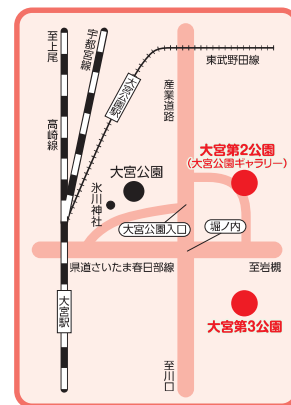 至上尾
宇都宮線
高崎線
大宮公園駅
産業道路
東武野田線
大宮第2公園
(大宮公園ギャラリー)
大宮公園
氷川神社
大宮公園入口
堀ノ内
県道さいたま春日部線
至岩槻
大宮駅
大宮第3公園
至川口